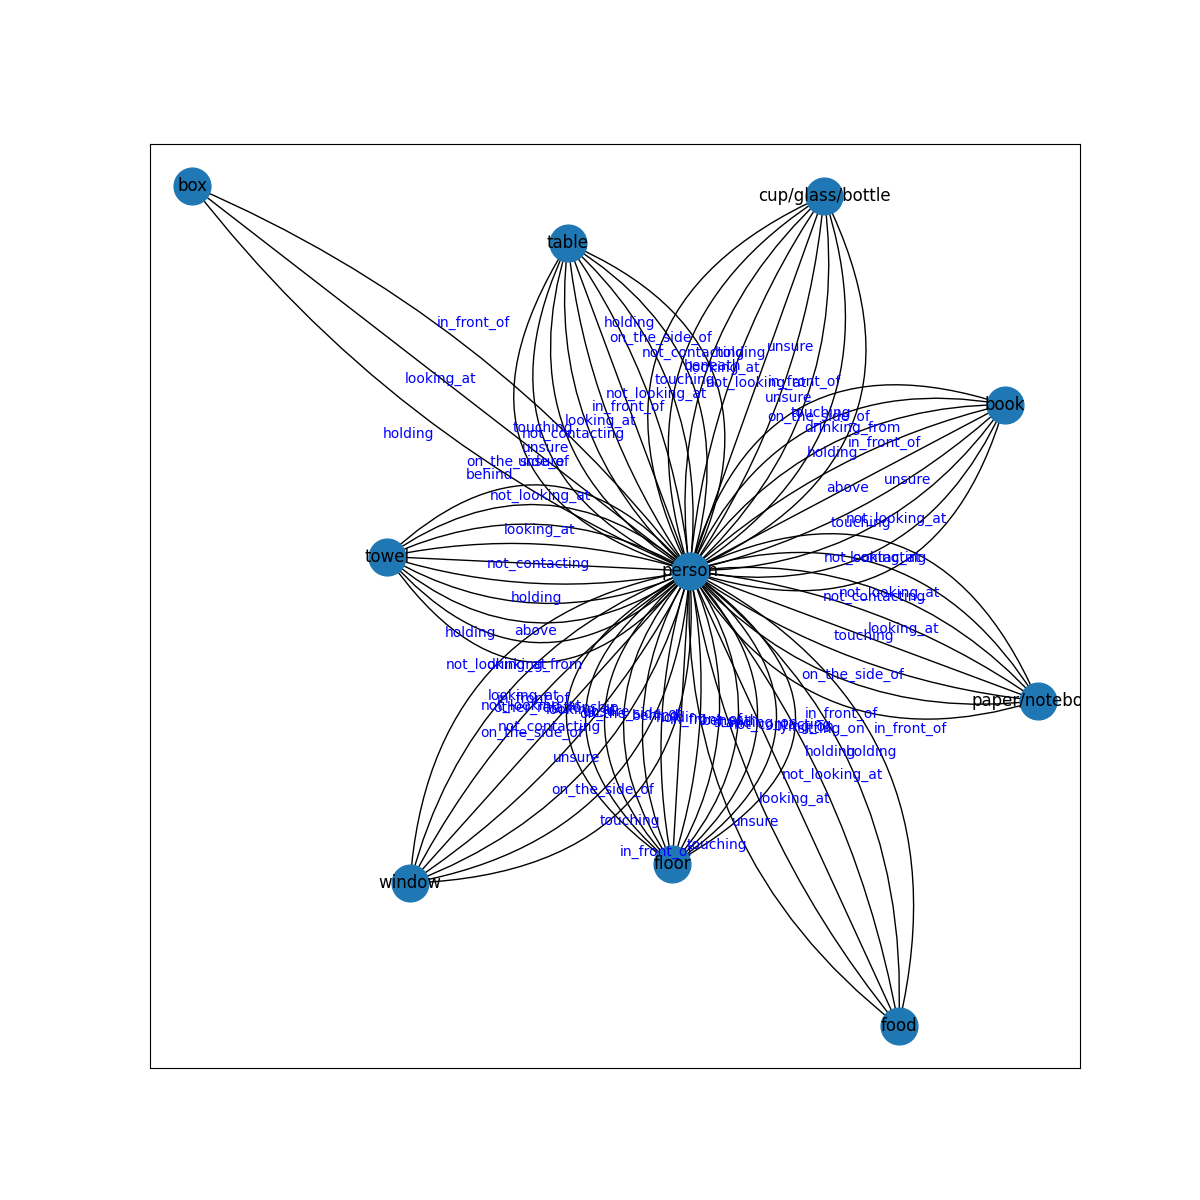 box
cup/glass/bottle
table
in_front_of
holding
on_the_side_of
unsure
not_contacting
holding
beneath
looking_at
looking_at
touching
not_looking_at
in_front_of
not_looking_at
unsure
in_front_of
book
touching
on_the_side_of
looking_at
drinking_from
touching
not_contacting
holding
in_front_of
holding
unsure
on_the_side_of
unsure
behind
unsure
above
not_looking_at
not_looking_at
touching
looking_at
towel
not_contacting
not_contacting
looking_at
person
not_looking_at
holding
not_contacting
looking_at
holding
above
touching
not_looking_at
drinking_from
on_the_side_of
looking_at
in_front_of
paper/notebo
not_contacting
on_the_side_of
in_front_of
in_front_of
unsure
holding
holding
not_looking_at
on_the_side_of
looking_at
touching
unsure
touching
in_front_of
floor
window
food